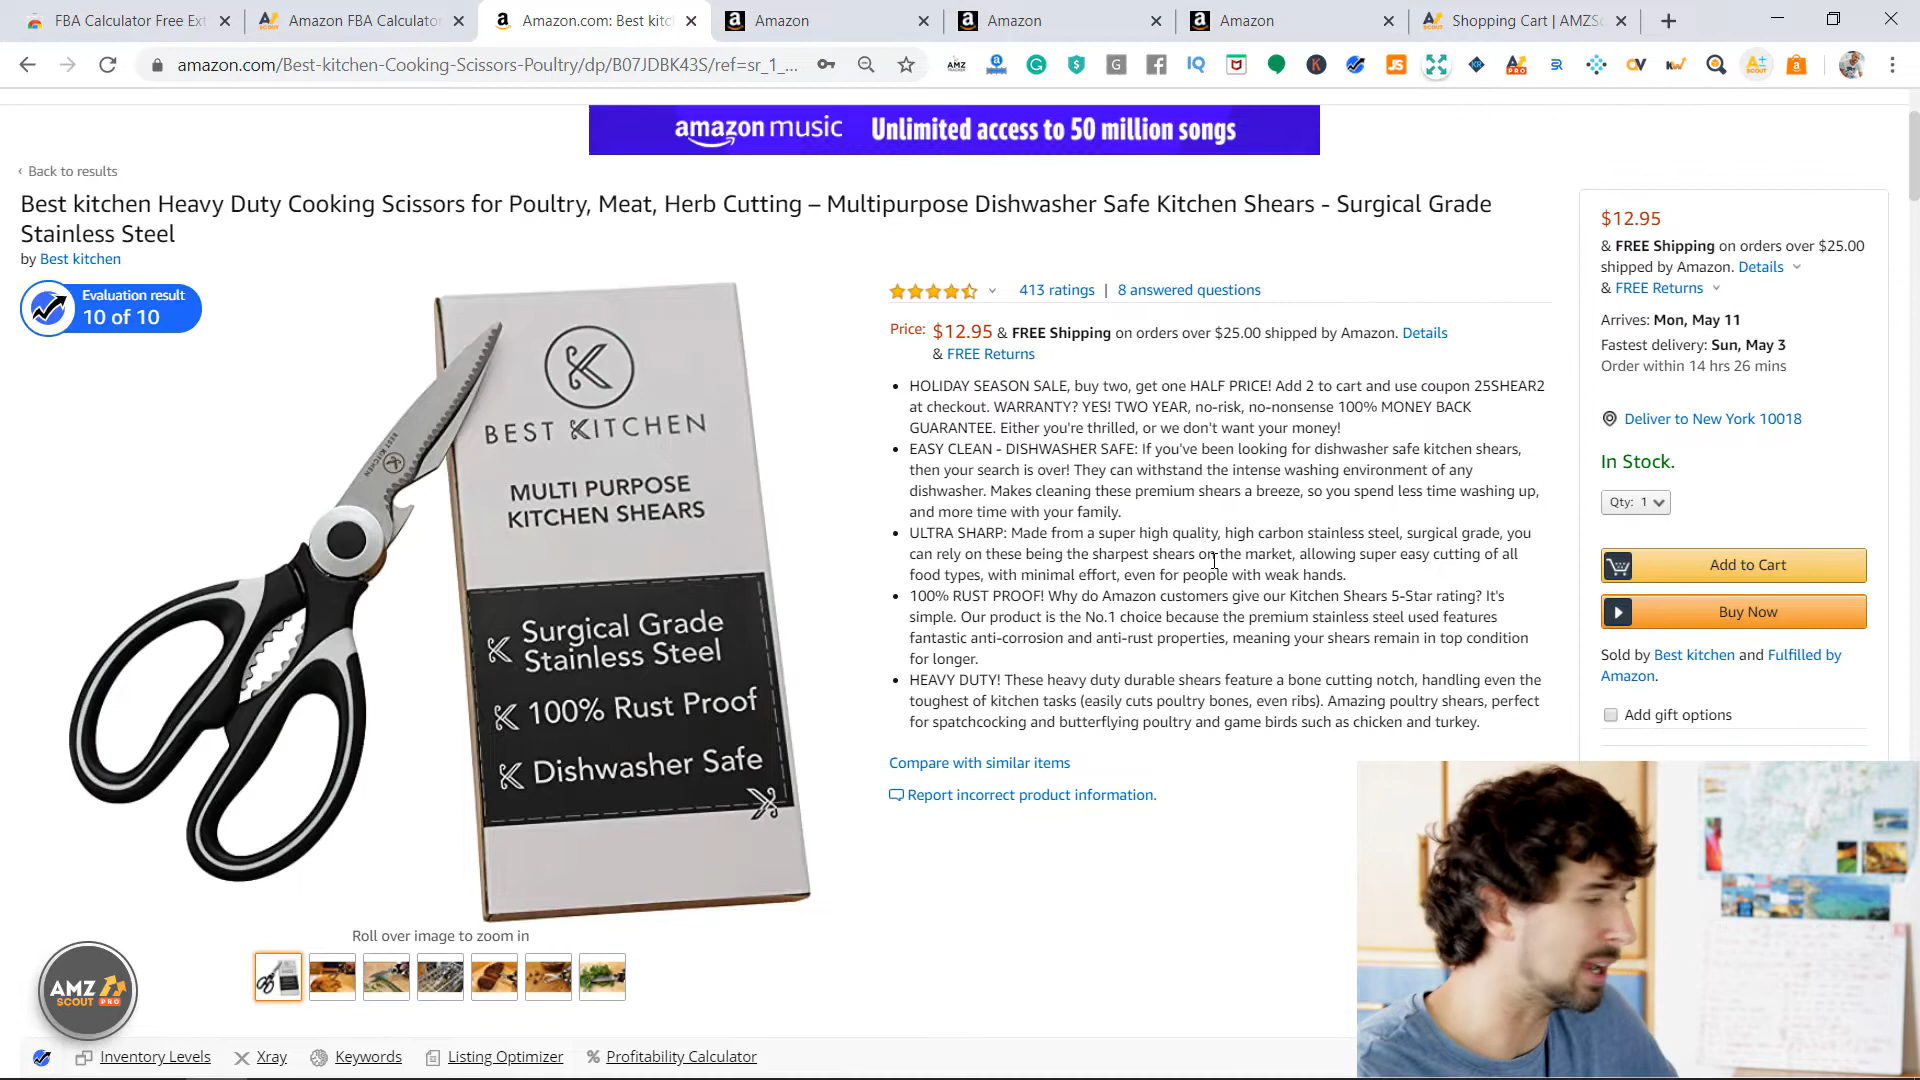 FBA Calculator Free Ext
Amazon FBA Calculator
Amazon.com: Best kitc
Amazon
Amazon
Amazon
Shopping Cart | AMZSc
amazon.com/Best-kitchen-Cooking-Scissors-Poultry/dp/B07JDBK43S/ref=sr_1_...
amazon music Unlimited access to 50 million songs
‹ Back to results
Best kitchen Heavy Duty Cooking Scissors for Poultry, Meat, Herb Cutting – Multipurpose Dishwasher Safe Kitchen Shears - Surgical Grade
Stainless Steel
by Best kitchen
Evaluation result
10 of 10
BEST KITCHEN
BEST KITCHEN
MULTI PURPOSE
KITCHEN SHEARS
Surgical Grade
Stainless Steel
100% Rust Proof
Dishwasher Safe
Roll over image to zoom in
413 ratings | 8 answered questions
Price: $12.95 & FREE Shipping on orders over $25.00 shipped by Amazon. Details
& FREE Returns
• HOLIDAY SEASON SALE, buy two, get one HALF PRICE! Add 2 to cart and use coupon 25SHEAR2
at checkout. WARRANTY? YES! TWO YEAR, no-risk, no-nonsense 100% MONEY BACK
GUARANTEE. Either you're thrilled, or we don't want your money!
• EASY CLEAN - DISHWASHER SAFE: If you've been looking for dishwasher safe kitchen shears,
then your search is over! They can withstand the intense washing environment of any
dishwasher. Makes cleaning these premium shears a breeze, so you spend less time washing up,
and more time with your family.
• ULTRA SHARP: Made from a super high quality, high carbon stainless steel, surgical grade, you
can rely on these being the sharpest shears on the market, allowing super easy cutting of all
food types, with minimal effort, even for people with weak hands.
• 100% RUST PROOF! Why do Amazon customers give our Kitchen Shears 5-Star rating? It's
simple. Our product is the No.1 choice because the premium stainless steel used features
fantastic anti-corrosion and anti-rust properties, meaning your shears remain in top condition
for longer.
• HEAVY DUTY! These heavy duty durable shears feature a bone cutting notch, handling even the
toughest of kitchen tasks (easily cuts poultry bones, even ribs). Amazing poultry shears, perfect
for spatchcocking and butterflying poultry and game birds such as chicken and turkey.
Compare with similar items
Report incorrect product information.
$12.95
& FREE Shipping on orders over $25.00
shipped by Amazon. Details
& FREE Returns
Arrives: Mon, May 11
Fastest delivery: Sun, May 3
Order within 14 hrs 26 mins
Deliver to New York 10018
In Stock.
Qty: 1
Add to Cart
Buy Now
Sold by Best kitchen and Fulfilled by
Amazon.
Add gift options
AMZ
SCOUT PRO
Inventory Levels
Xray
Keywords
Listing Optimizer
Profitability Calculator